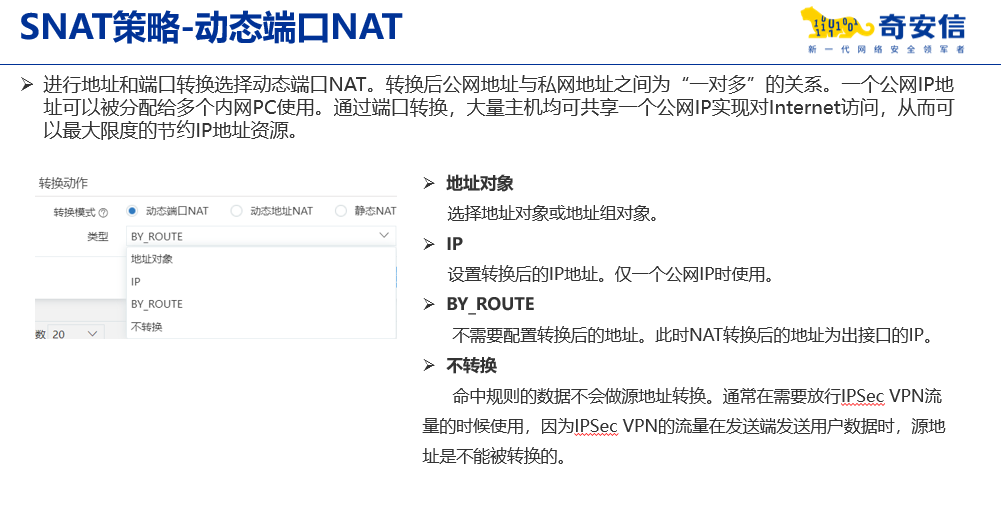 SNAT策略-动态端口NAT
奇安信
新一代网络安全领军者
➢ 进行地址和端口转换选择动态端口NAT。转换后公网地址与私网地址之间为“一对多”的关系。一个公网IP地
址可以被分配给多个内网PC使用。通过端口转换，大量主机均可共享一个公网IP实现对Internet访问，从而可
以最大限度的节约IP地址资源。
转换动作
转换模式 动态端口NAT 动态地址NAT 静态NAT
类型 BY_ROUTE
地址对象
IP
BY_ROUTE
不转换
数 20
➢ 地址对象
选择地址对象或地址组对象。
➢ IP
设置转换后的IP地址。仅一个公网IP时使用。
➢ BY_ROUTE
不需要配置转换后的地址。此时NAT转换后的地址为出接口的IP。
➢ 不转换
命中规则的数据不会做源地址转换。通常在需要放行IPSec VPN流
量的时候使用，因为IPSec VPN的流量在发送端发送用户数据时，源地
址是不能被转换的。